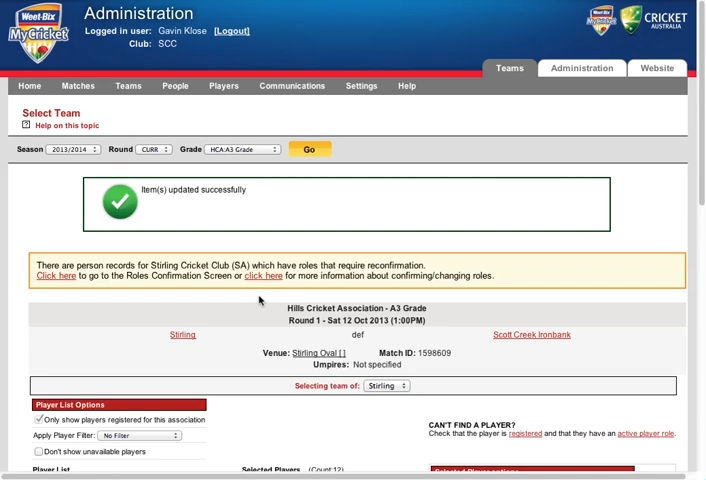 WEET-BIX
MyCricket
Administration
Logged in user: Gavin Klose [Logout]
Club: SCC
CRICKET
AUSTRALIA
Teams Administration Website
Home Matches Teams People Players Communications Settings Help
Select Team
? Help on this topic
Season 2013/2014 Round CURR Grade HCA:A3 Grade Go
Item(s) updated successfully
There are person records for Stirling Cricket Club (SA) which have roles that require reconfirmation.
Click here to go to the Roles Confirmation Screen or click here for more information about confirming/changing roles.
Hills Cricket Association - A3 Grade
Round 1 - Sat 12 Oct 2013 (1:00PM)
Stirling def Scott Creek Ironbank
Venue: Stirling Oval [ ] Match ID: 1598609
Umpires: Not specified
Selecting team of: Stirling
Player List Options
Only show players registered for this association
Apply Player Filter: No Filter
Don't show unavailable players
CAN'T FIND A PLAYER?
Check that the player is registered and that they have an active player role.
Player List Selected Players (Count:12) Selected Player options